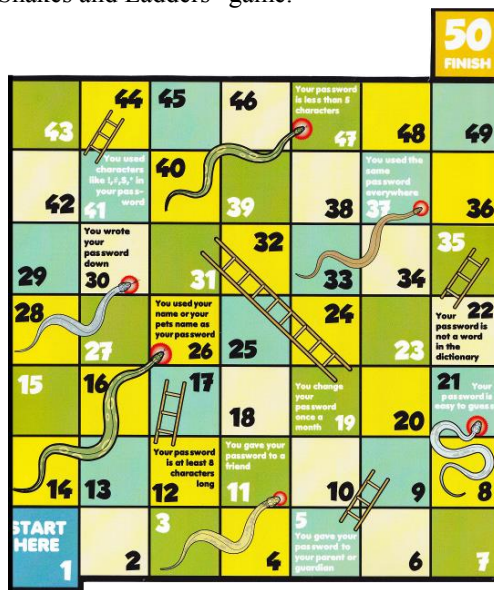 Snakes and Ladders" game?
50
FINISH
43
44
45
46
Your password
is less than 8
characters
47
48
49
42
You used
characters
like !,#,$,* in
your pass-
word
41
40
39
38
You used the
same
password
everywhere
37
36
29
You wrote
your
password
down
30
31
32
33
34
35
28
27
You used your
name or your
pets name as
your password
26
25
24
23
22
Your
password is
not a word
in the
dictionary
15
16
17
18
You change
your
password
once a
month
19
20
21
Your
password is
easy to guess
14
13
Your password
is at least 8
characters
long
12
You gave your
password to a
friend
11
10
9
8
START
HERE
1
2
3
4
5
You gave your
password to
your parent or
guardian
6
7